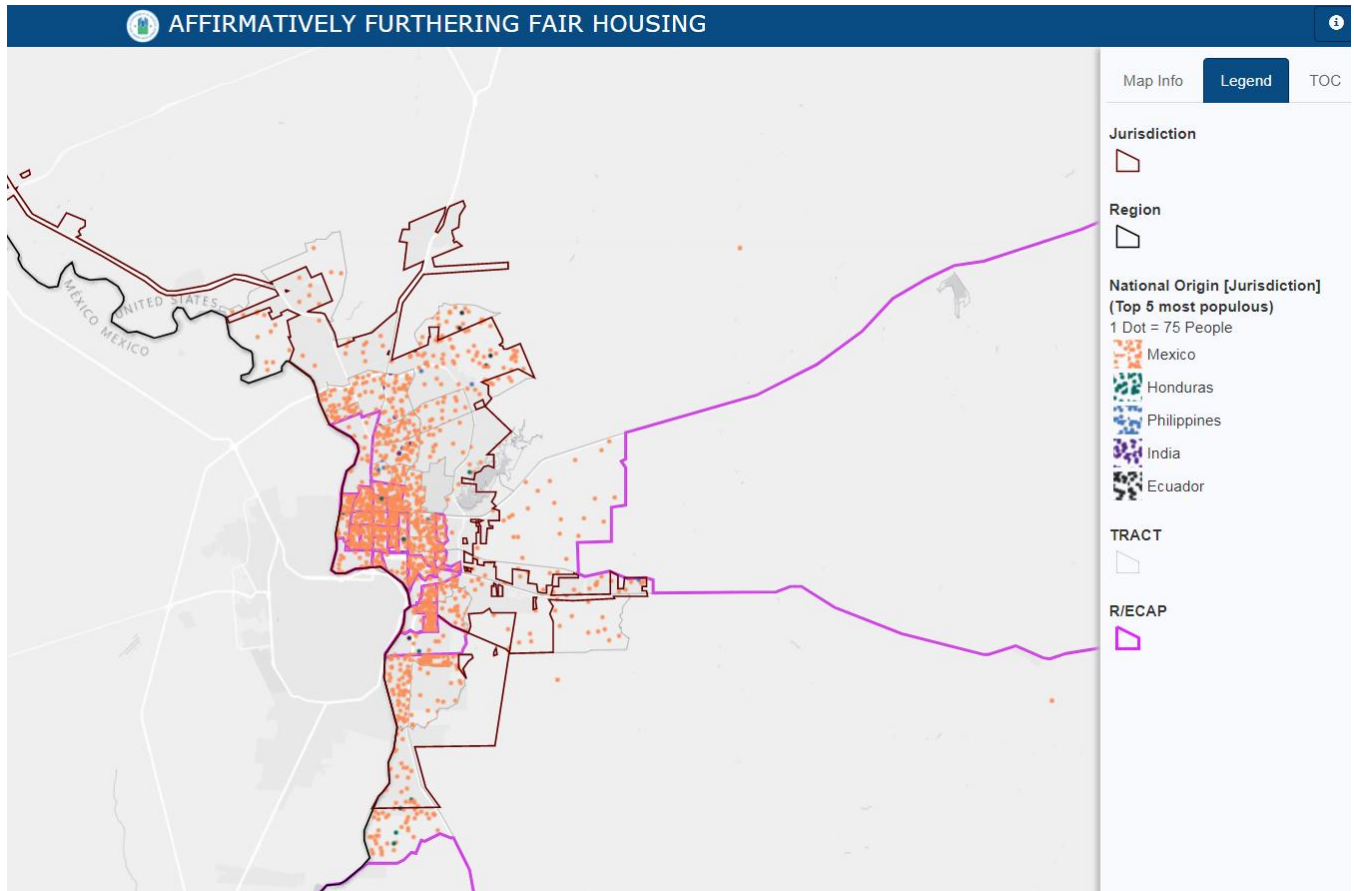 AFFIRMATIVELY FURTHERING FAIR HOUSING
Map Info Legend TOC
Jurisdiction
Region
National Origin [Jurisdiction]
(Top 5 most populous)
1 Dot = 75 People
Mexico
Honduras
Philippines
India
Ecuador
TRACT
R/ECAP
UNITED STATES
MÉXICO MEXICO